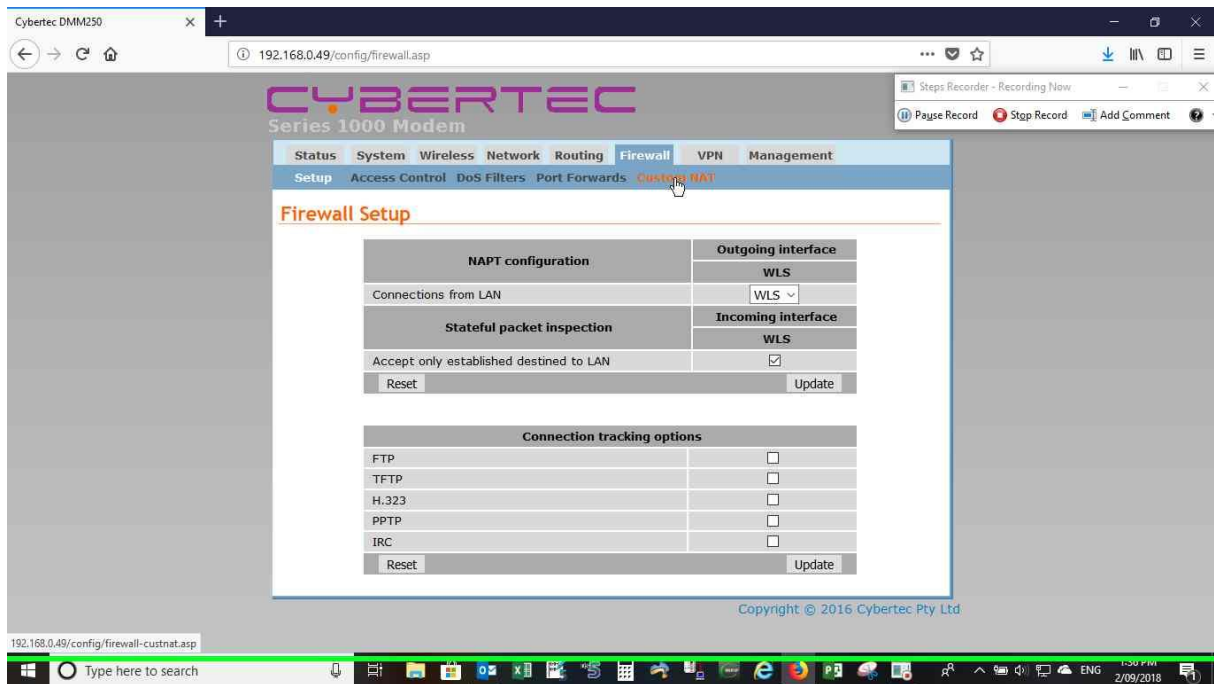 Cybertec DMM250
192.168.0.49/config/firewall.asp
Steps Recorder - Recording Now
Pause Record Stop Record Add Comment
CYBERTEC
Series 1000 Modem
Status System Wireless Network Routing Firewall VPN Management
Setup Access Control DoS Filters Port Forwards Custom NAT
Firewall Setup
NAPT configuration
Outgoing interface
WLS
Connections from LAN WLS
Stateful packet inspection
Incoming interface
WLS
Accept only established destined to LAN
Reset Update
Connection tracking options
FTP
TFTP
H.323
PPTP
IRC
Reset Update
Copyright © 2016 Cybertec Pty Ltd
192.168.0.49/config/firewall-custnat.asp
Type here to search
ENG
1:30 PM
2/09/2018